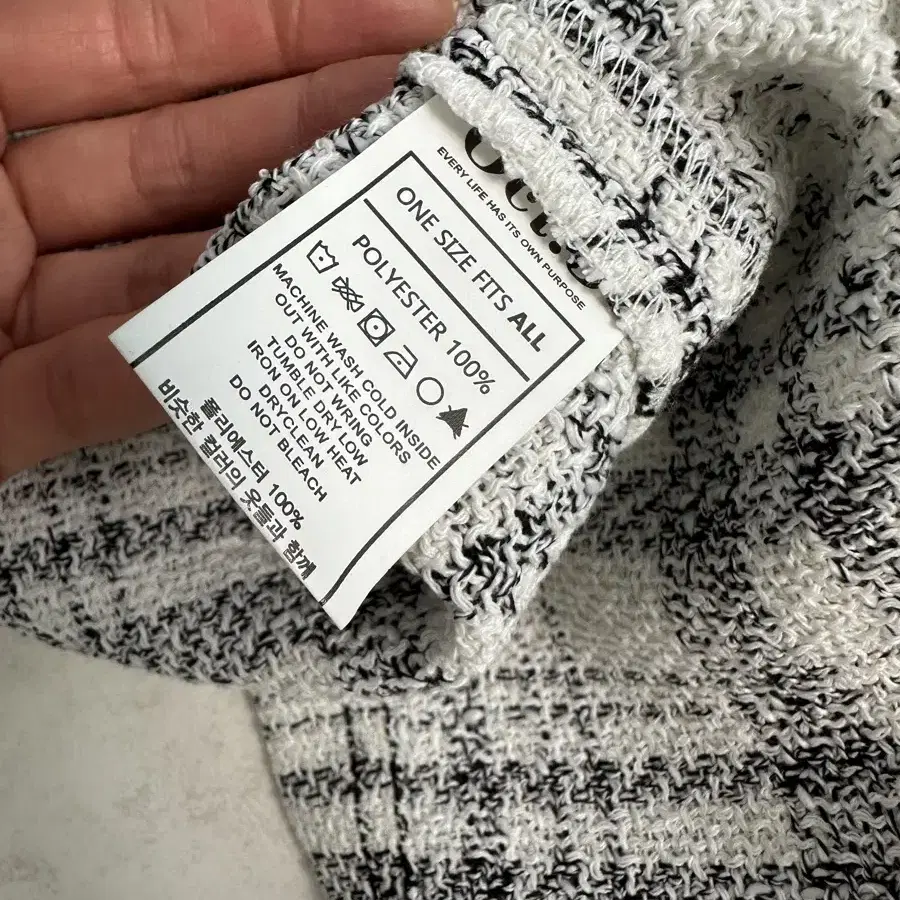 EVERY LIFE HAS ITS OWN PURPOSE
ONE SIZE FITS ALL
POLYESTER 100%
MACHINE WASH COLD INSIDE
OUT WITH LIKE COLORS
DO NOT WRING
TUMBLE DRY LOW
IRON ON LOW HEAT
DRYCLEAN
DO NOT BLEACH
폴리에스터 100%
비슷한 컬러의 옷들과 함께